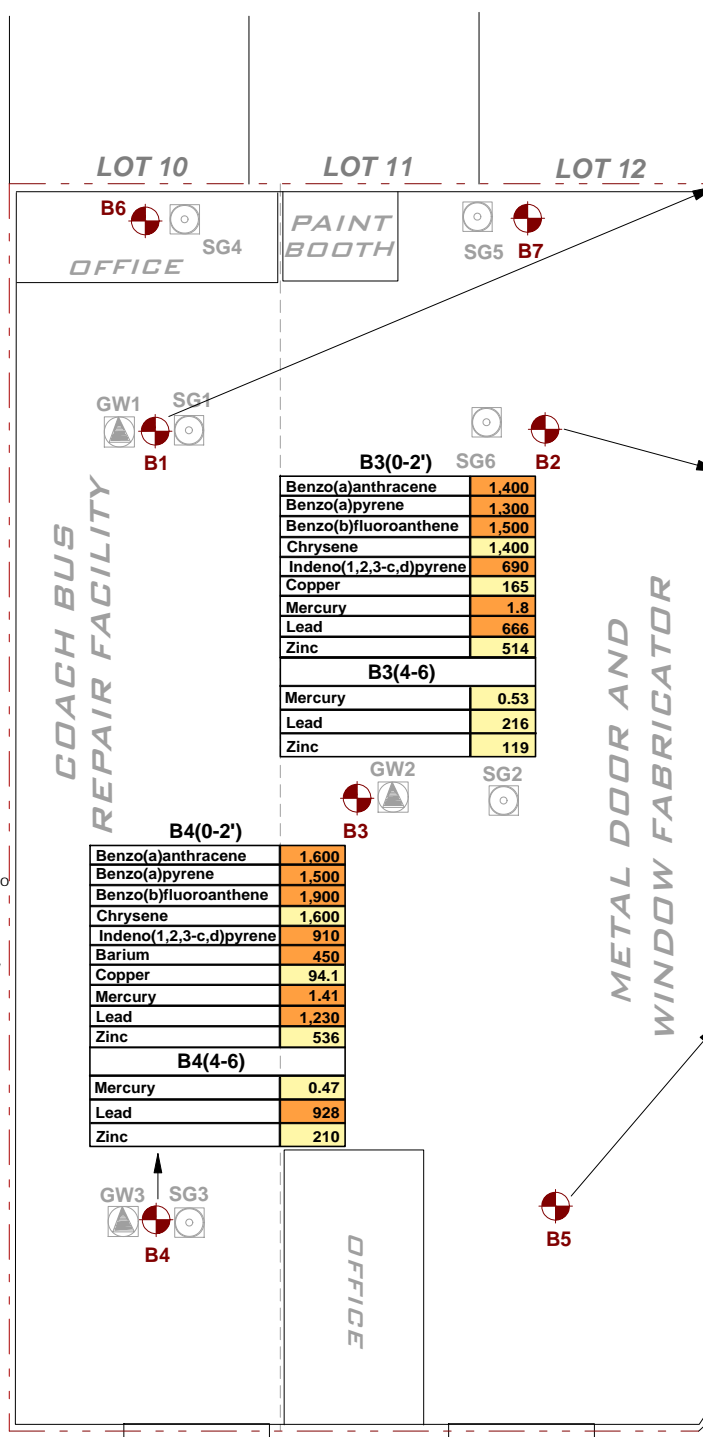 LOT 10 LOT 11 LOT 12
B6
SG4
OFFICE
PAINT
BOOTH
SG5
B7
GW1 SG1
B1
SG6
B2
COACH BUS
REPAIR FACILITY
B3(0-2')
Benzo(a)anthracene 1,400
Benzo(a)pyrene 1,300
Benzo(b)fluoroanthene 1,500
Chrysene 1,400
Indeno(1,2,3-c,d)pyrene 690
Copper 165
Mercury 1.8
Lead 666
Zinc 514
B3(4-6)
Mercury 0.53
Lead 216
Zinc 119
METAL DOOR AND
WINDOW FABRICATOR
GW2
B3
SG2
B4(0-2')
Benzo(a)anthracene 1,600
Benzo(a)pyrene 1,500
Benzo(b)fluoroanthene 1,900
Chrysene 1,600
Indeno(1,2,3-c,d)pyrene 910
Barium 450
Copper 94.1
Mercury 1.41
Lead 1,230
Zinc 536
B4(4-6)
Mercury 0.47
Lead 928
Zinc 210
GW3 SG3
B4
OFFICE
B5